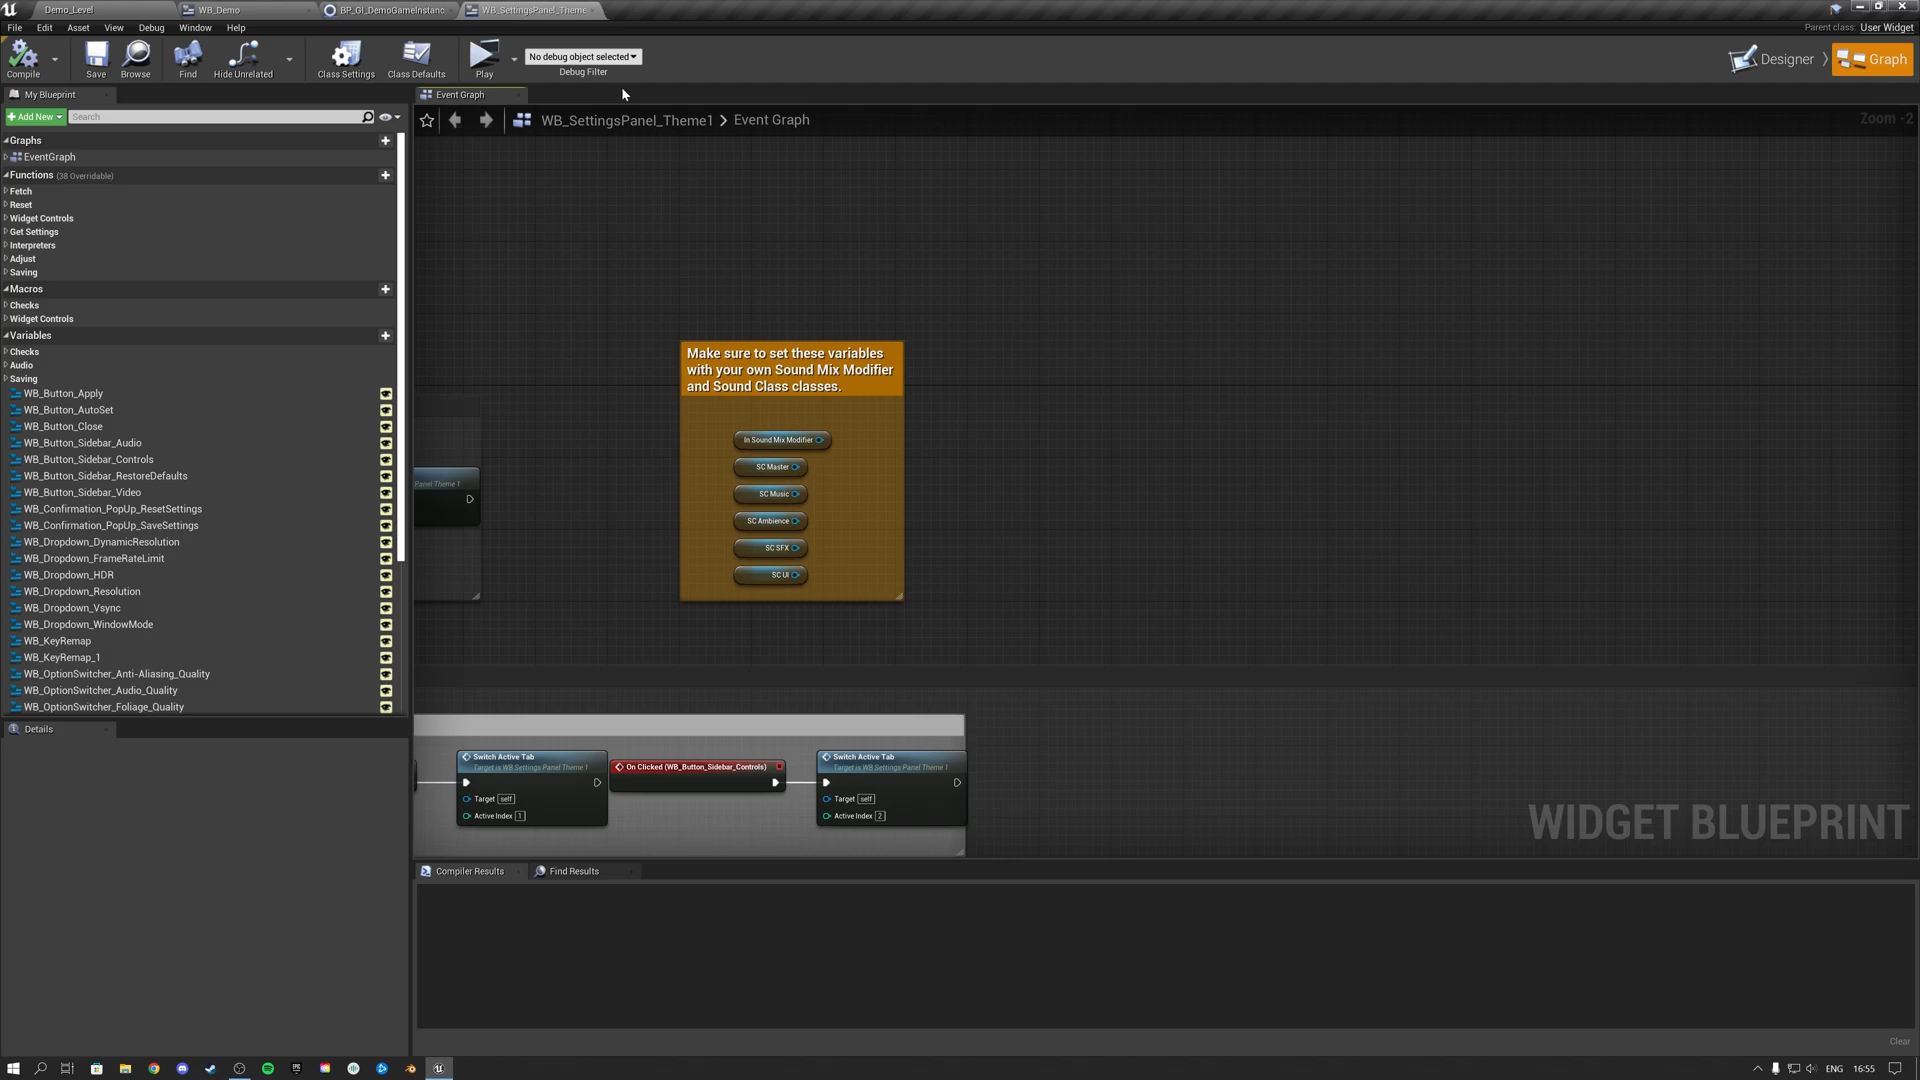 Demo_Level
WB_Demo
BP_GI_DemoGameInstanc
WB_SettingsPanel_Theme
File Edit Asset View Debug Window Help
Parent class: User Widget
Compile
Save
Browse
Find
Hide Unrelated
Class Settings
Class Defaults
Play
No debug object selected
Debug Filter
Designer
Graph
My Blueprint
Event Graph
Add New
Search
WB_SettingsPanel_Theme1 > Event Graph
Zoom -2
Graphs
EventGraph
Functions (38 Overridable)
Fetch
Reset
Widget Controls
Get Settings
Interpreters
Adjust
Saving
Macros
Checks
Widget Controls
Variables
Checks
Audio
Saving
WB_Button_Apply
WB_Button_AutoSet
WB_Button_Close
WB_Button_Sidebar_Audio
WB_Button_Sidebar_Controls
WB_Button_Sidebar_RestoreDefaults
WB_Button_Sidebar_Video
WB_Confirmation_PopUp_ResetSettings
WB_Confirmation_PopUp_SaveSettings
WB_Dropdown_DynamicResolution
WB_Dropdown_FrameRateLimit
WB_Dropdown_HDR
WB_Dropdown_Resolution
WB_Dropdown_Vsync
WB_Dropdown_WindowMode
WB_KeyRemap
WB_KeyRemap_1
WB_OptionSwitcher_Anti-Aliasing_Quality
WB_OptionSwitcher_Audio_Quality
WB_OptionSwitcher_Foliage_Quality
Details
Make sure to set these variables
with your own Sound Mix Modifier
and Sound Class classes.
In Sound Mix Modifier
SC Master
SC Music
SC Ambience
SC SFX
SC UI
Panel Theme 1
Switch Active Tab
Target is WB Settings Panel Theme 1
Target self
Active Index 1
On Clicked (WB_Button_Sidebar_Controls)
Switch Active Tab
Target is WB Settings Panel Theme 1
Target self
Active Index 2
WIDGET BLUEPRINT
Compiler Results
Find Results
Clear
ENG
16:55